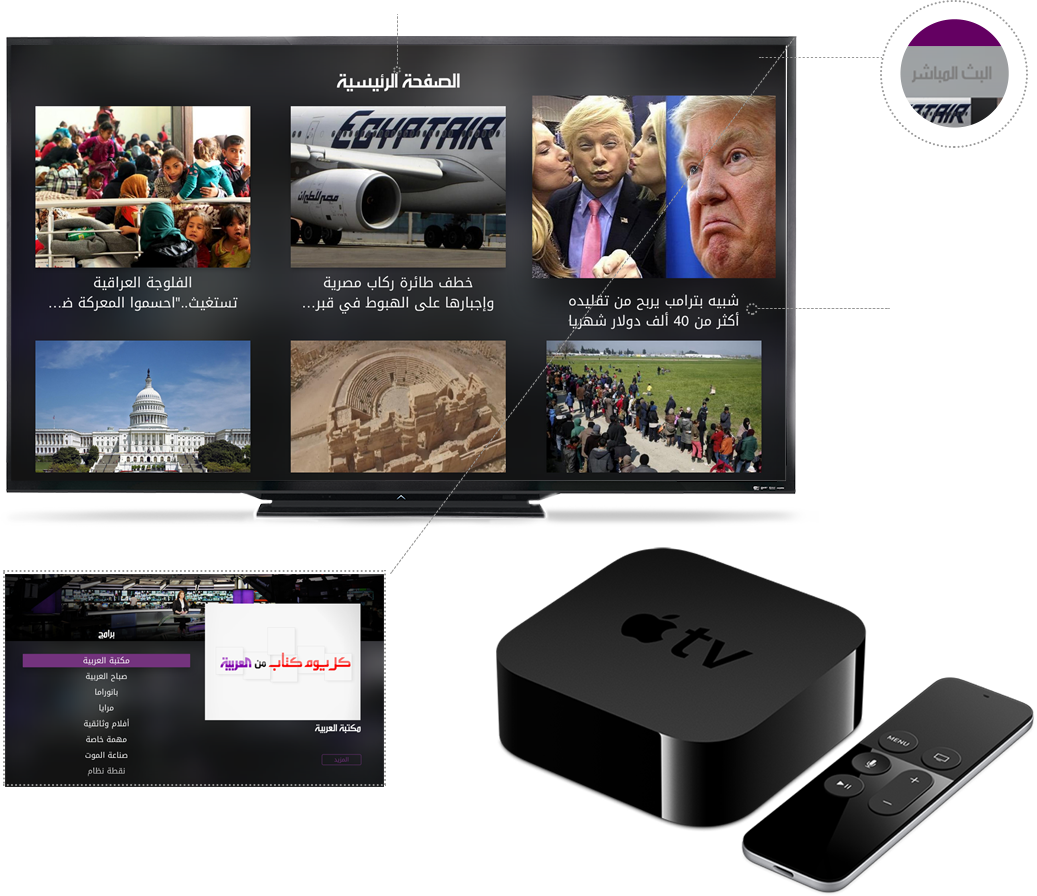 الصفحة الرئيسية
البث المباشر
EGYPTAIR
EGYPTAIR
مصر للطيران
الفلوجة العراقية
تستغيث.."احسموا المعركة ض...
خطف طائرة ركاب مصرية
وإجبارها على الهبوط في قبر...
شبيه بترامب يربح من تقليده
أكثر من 40 ألف دولار شهريا
برامج
مكتبة العربية
صباح العربية
بانوراما
مرايا
أفلام وثائقية
مهمة خاصة
صناعة الموت
نقطة نظام
كل يوم كتاب من العربية
مكتبة العربية
المزيد
tv
MENU